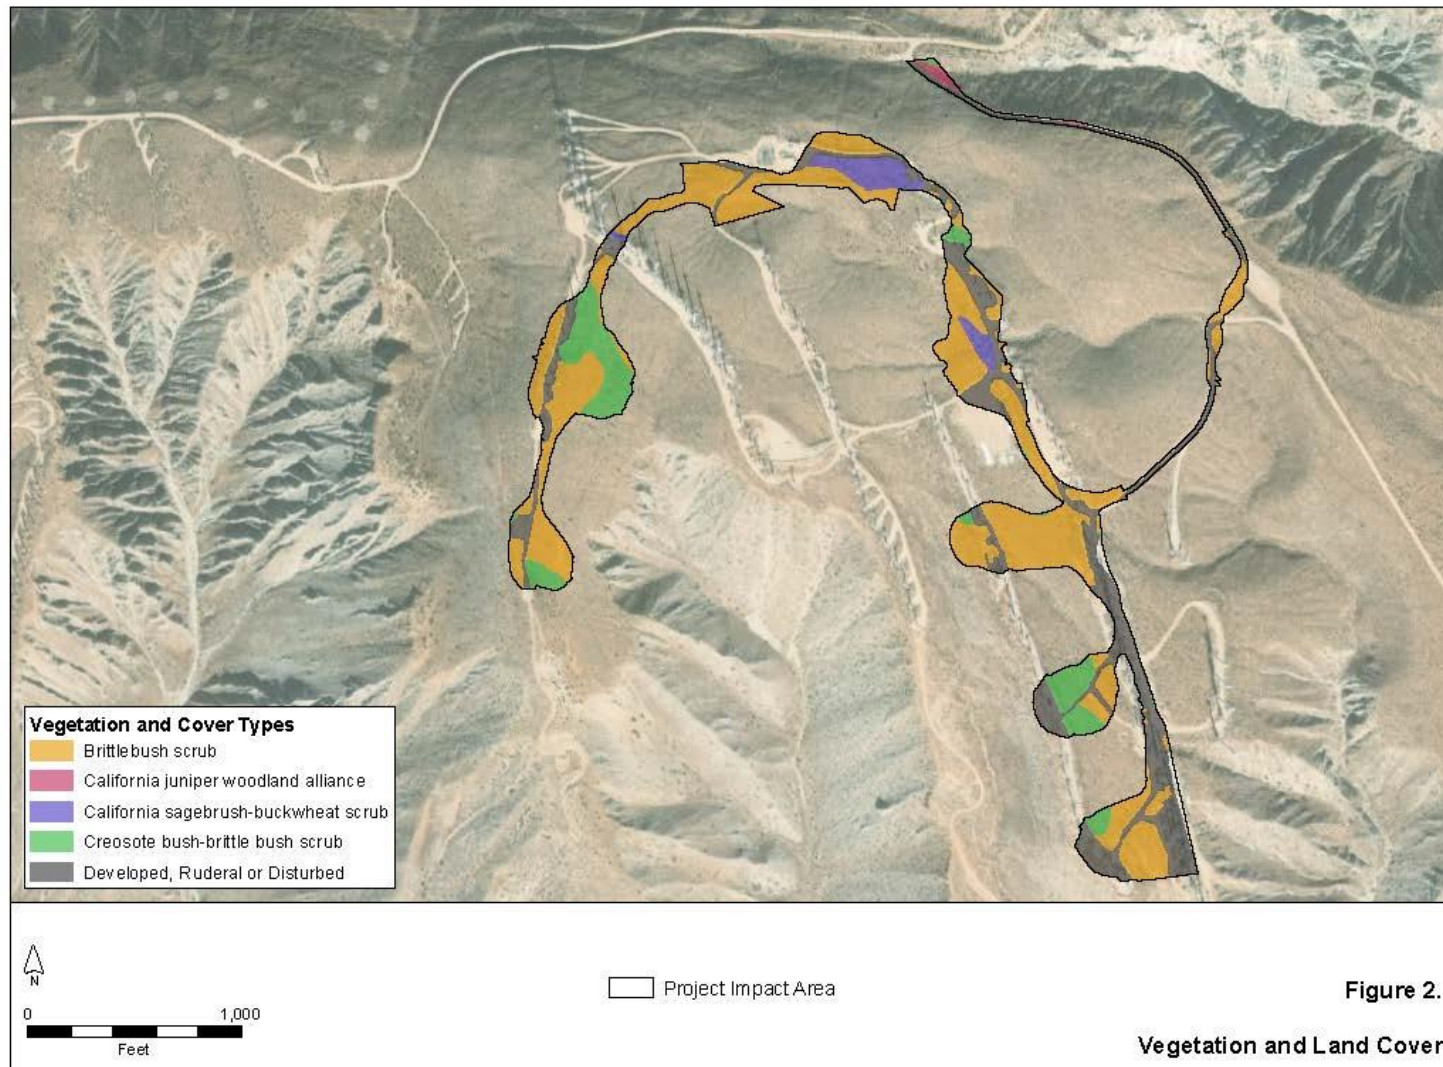 Vegetation and Cover Types
Brittlebush scrub
California juniper woodland alliance
California sagebrush-buckwheat scrub
Creosote bush-brittle bush scrub
Developed, Ruderal or Disturbed
N
0 1,000
Feet
Project Impact Area
Figure 2.
Vegetation and Land Cover